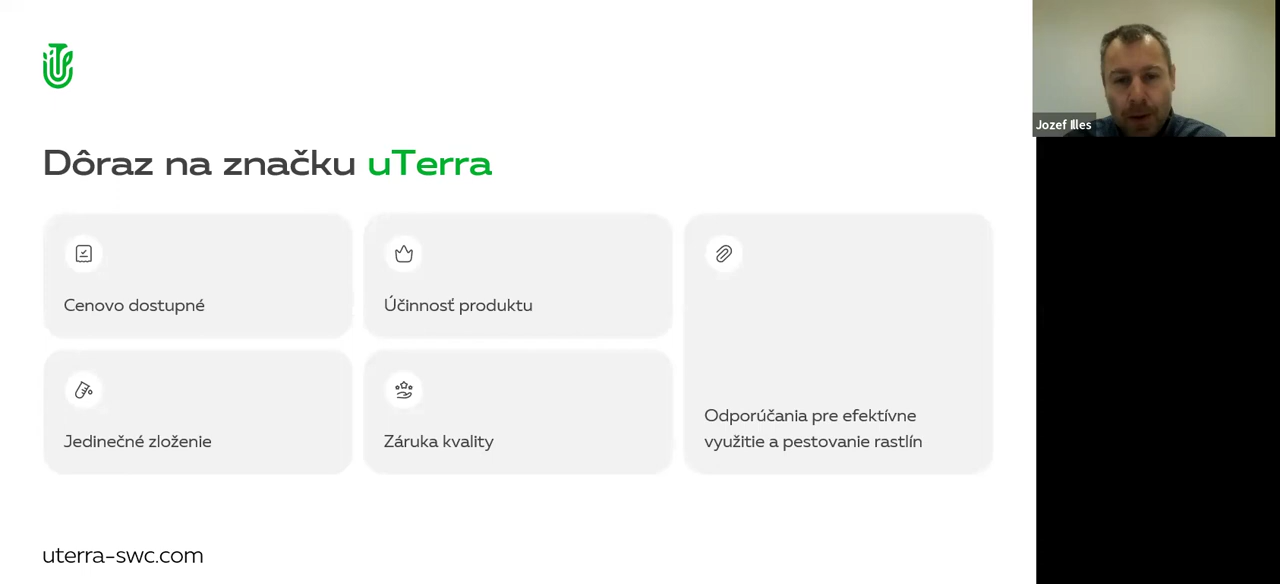 Dôraz na značku uTerra
Cenovo dostupné
Účinnosť produktu
Jedinečné zloženie
Záruka kvality
Odporúčania pre efektívne
využitie a pestovanie rastlín
uterra-swc.com
Jozef Illes